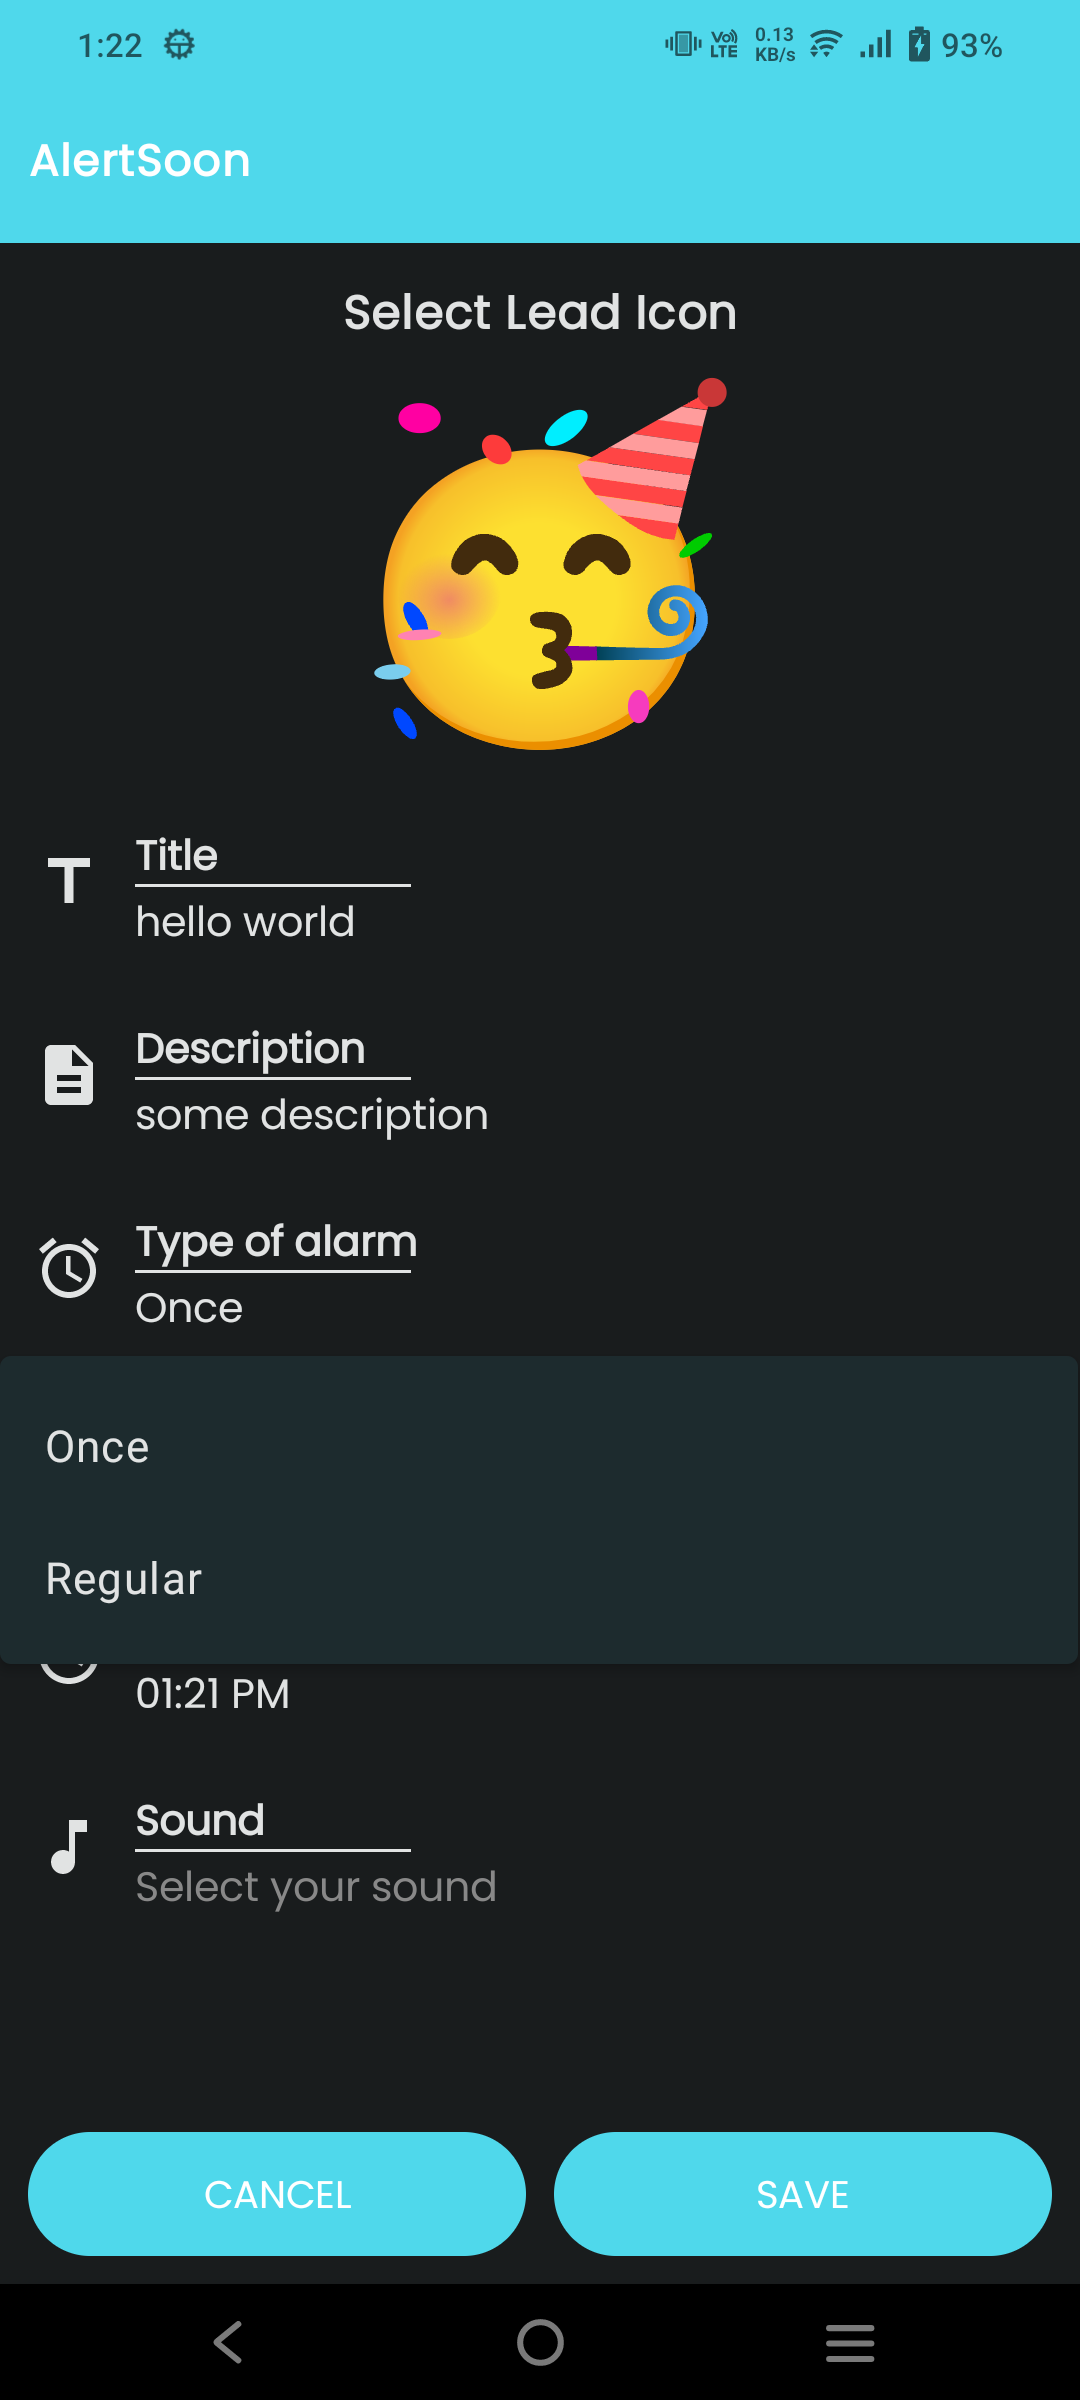 1:22
Vo)) LTE 0.13 KB/s 93%
AlertSoon
Select Lead Icon
Title
hello world
Description
some description
Type of alarm
Once
Once
Regular
01:21 PM
Sound
Select your sound
CANCEL SAVE